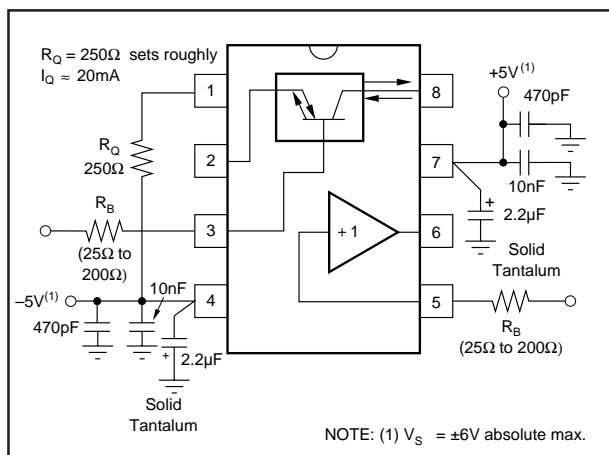 R_Q = 250Ω sets roughly
I_Q ≈ 20mA
1
2
3
4
8
7
6
5
+1
R_Q
250Ω
R_B
(25Ω to
200Ω)
–5V(1)
10nF
470pF
+
2.2µF
Solid
Tantalum
+5V(1)
470pF
10nF
+
2.2µF
Solid
Tantalum
R_B
(25Ω to 200Ω)
NOTE: (1) V_S = ±6V absolute max.